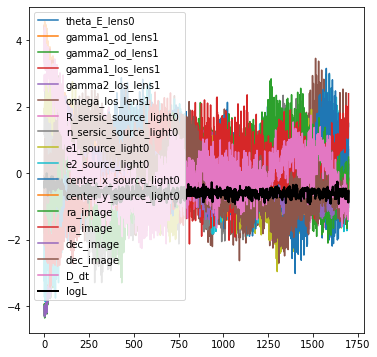 4
2
0
−2
−4
theta_E_lens0
gamma1_od_lens1
gamma2_od_lens1
gamma1_los_lens1
gamma2_los_lens1
omega_los_lens1
R_sersic_source_light0
n_sersic_source_light0
e1_source_light0
e2_source_light0
center_x_source_light0
center_y_source_light0
ra_image
ra_image
dec_image
dec_image
D_dt
logL
0 250 500 750 1000 1250 1500 1750